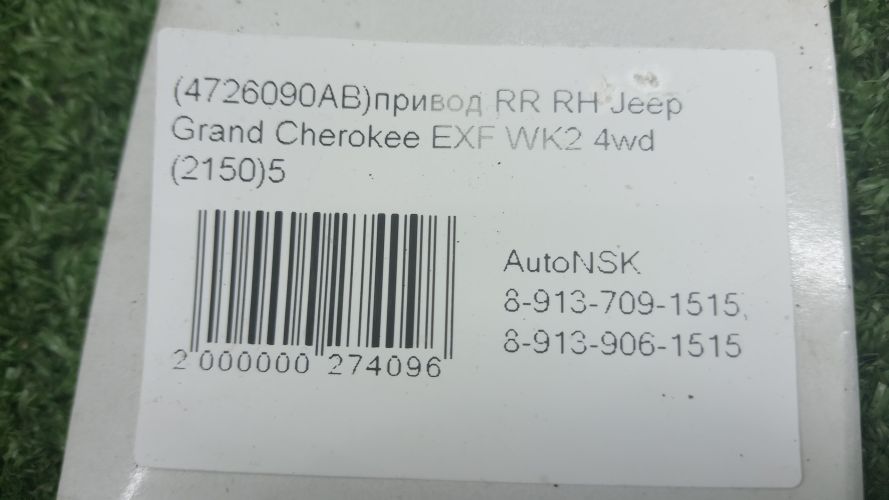 (4726090AB)привод RR RH Jeep
Grand Cherokee EXF WK2 4wd
(2150)5
AutoNSK
8-913-709-1515,
8-913-906-1515
2 000000 274096